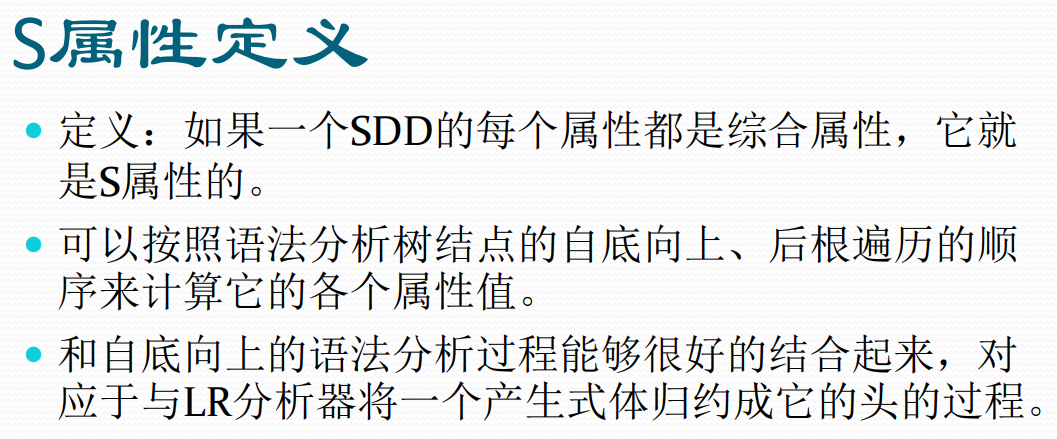 S属性定义
定义：如果一个SDD的每个属性都是综合属性，它就
是S属性的。
可以按照语法分析树结点的自底向上、后根遍历的顺
序来计算它的各个属性值。
和自底向上的语法分析过程能够很好的结合起来，对
应于与LR分析器将一个产生式体归约成它的头的过程。